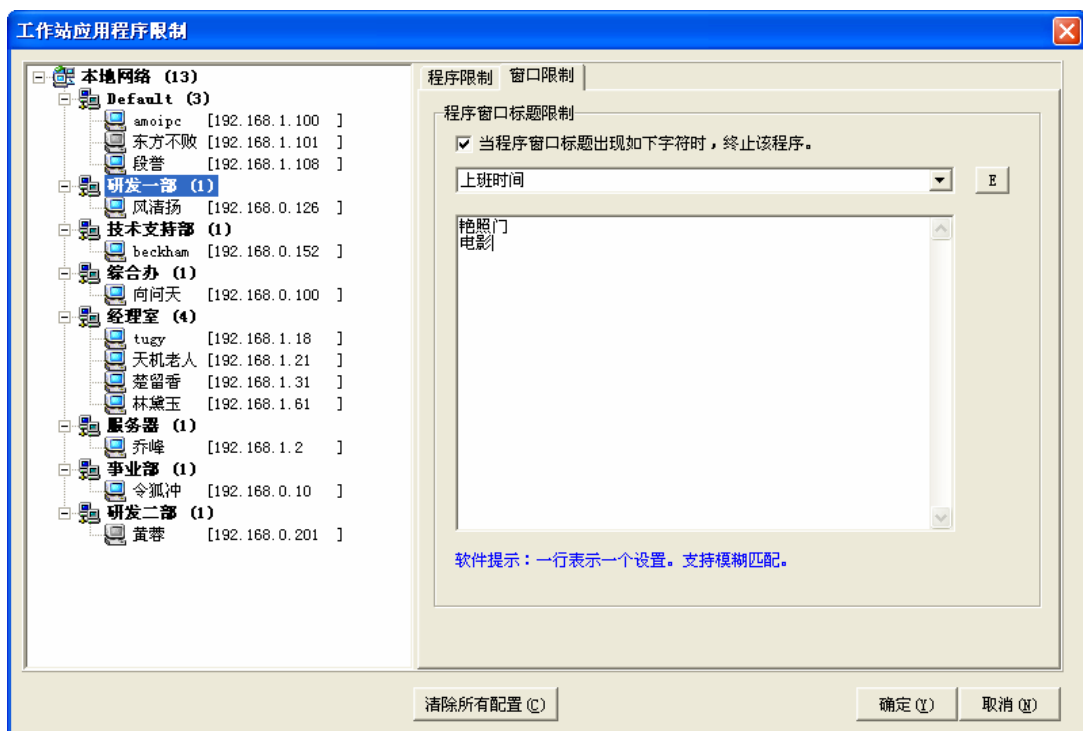 工作站应用程序限制
本地网络 (13)
Default (3)
amoipc [192.168.1.100 ]
东方不败 [192.168.1.101 ]
段誉 [192.168.1.108 ]
研发一部 (1)
风清扬 [192.168.0.126 ]
技术支持部 (1)
beckham [192.168.0.152 ]
综合办 (1)
向问天 [192.168.0.100 ]
经理室 (4)
tugy [192.168.1.18 ]
天机老人 [192.168.1.21 ]
楚留香 [192.168.1.31 ]
林黛玉 [192.168.1.61 ]
服务器 (1)
乔峰 [192.168.1.2 ]
事业部 (1)
令狐冲 [192.168.0.10 ]
研发二部 (1)
黄蓉 [192.168.0.201 ]
程序限制 窗口限制
程序窗口标题限制
当程序窗口标题出现如下字符时，终止该程序。
上班时间 E
艳照门
电影
软件提示：一行表示一个设置。支持模糊匹配。
清除所有配置(C) 确定(Y) 取消(N)